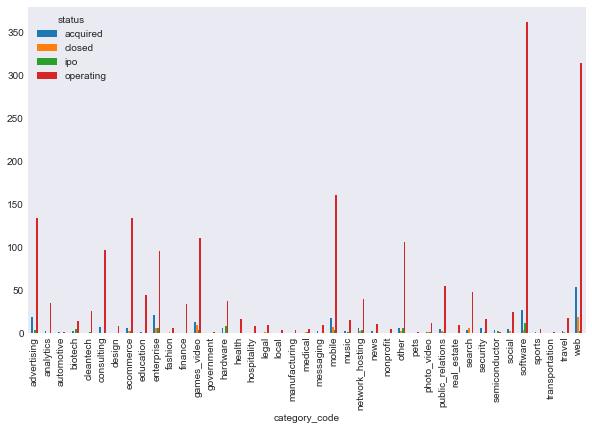 status
acquired
closed
ipo
operating
350
300
250
200
150
100
50
0
advertising
analytics
automotive
biotech
cleantech
consulting
design
ecommerce
education
enterprise
fashion
finance
games_video
government
hardware
health
hospitality
legal
local
manufacturing
medical
messaging
mobile
music
network_hosting
news
nonprofit
other
pets
photo_video
public_relations
real_estate
search
security
semiconductor
social
software
sports
transportation
travel
web
category_code